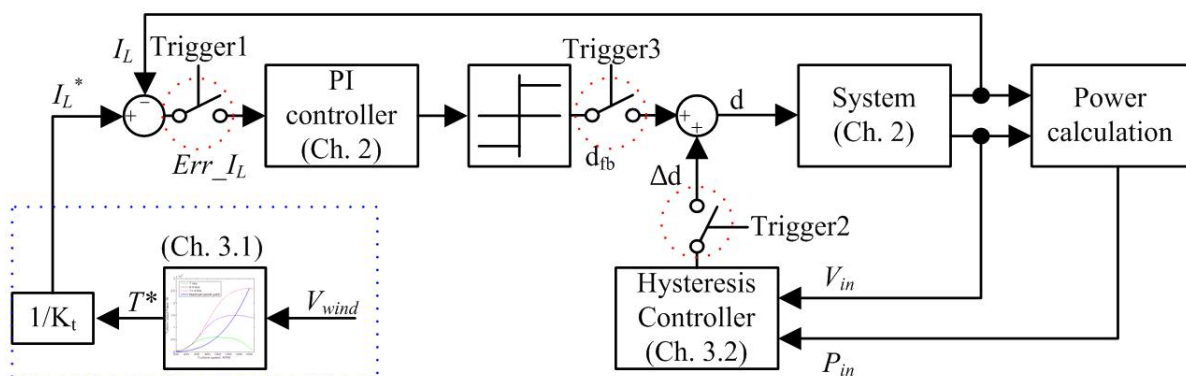 I_L
Trigger1
I_L*
−
+
Err_I_L
PI
controller
(Ch. 2)
Trigger3
d_fb
+
+
d
Δd
System
(Ch. 2)
Power
calculation
Trigger2
Hysteresis
Controller
(Ch. 3.2)
V_in
P_in
(Ch. 3.1)
1/K_t
T*
V_wind